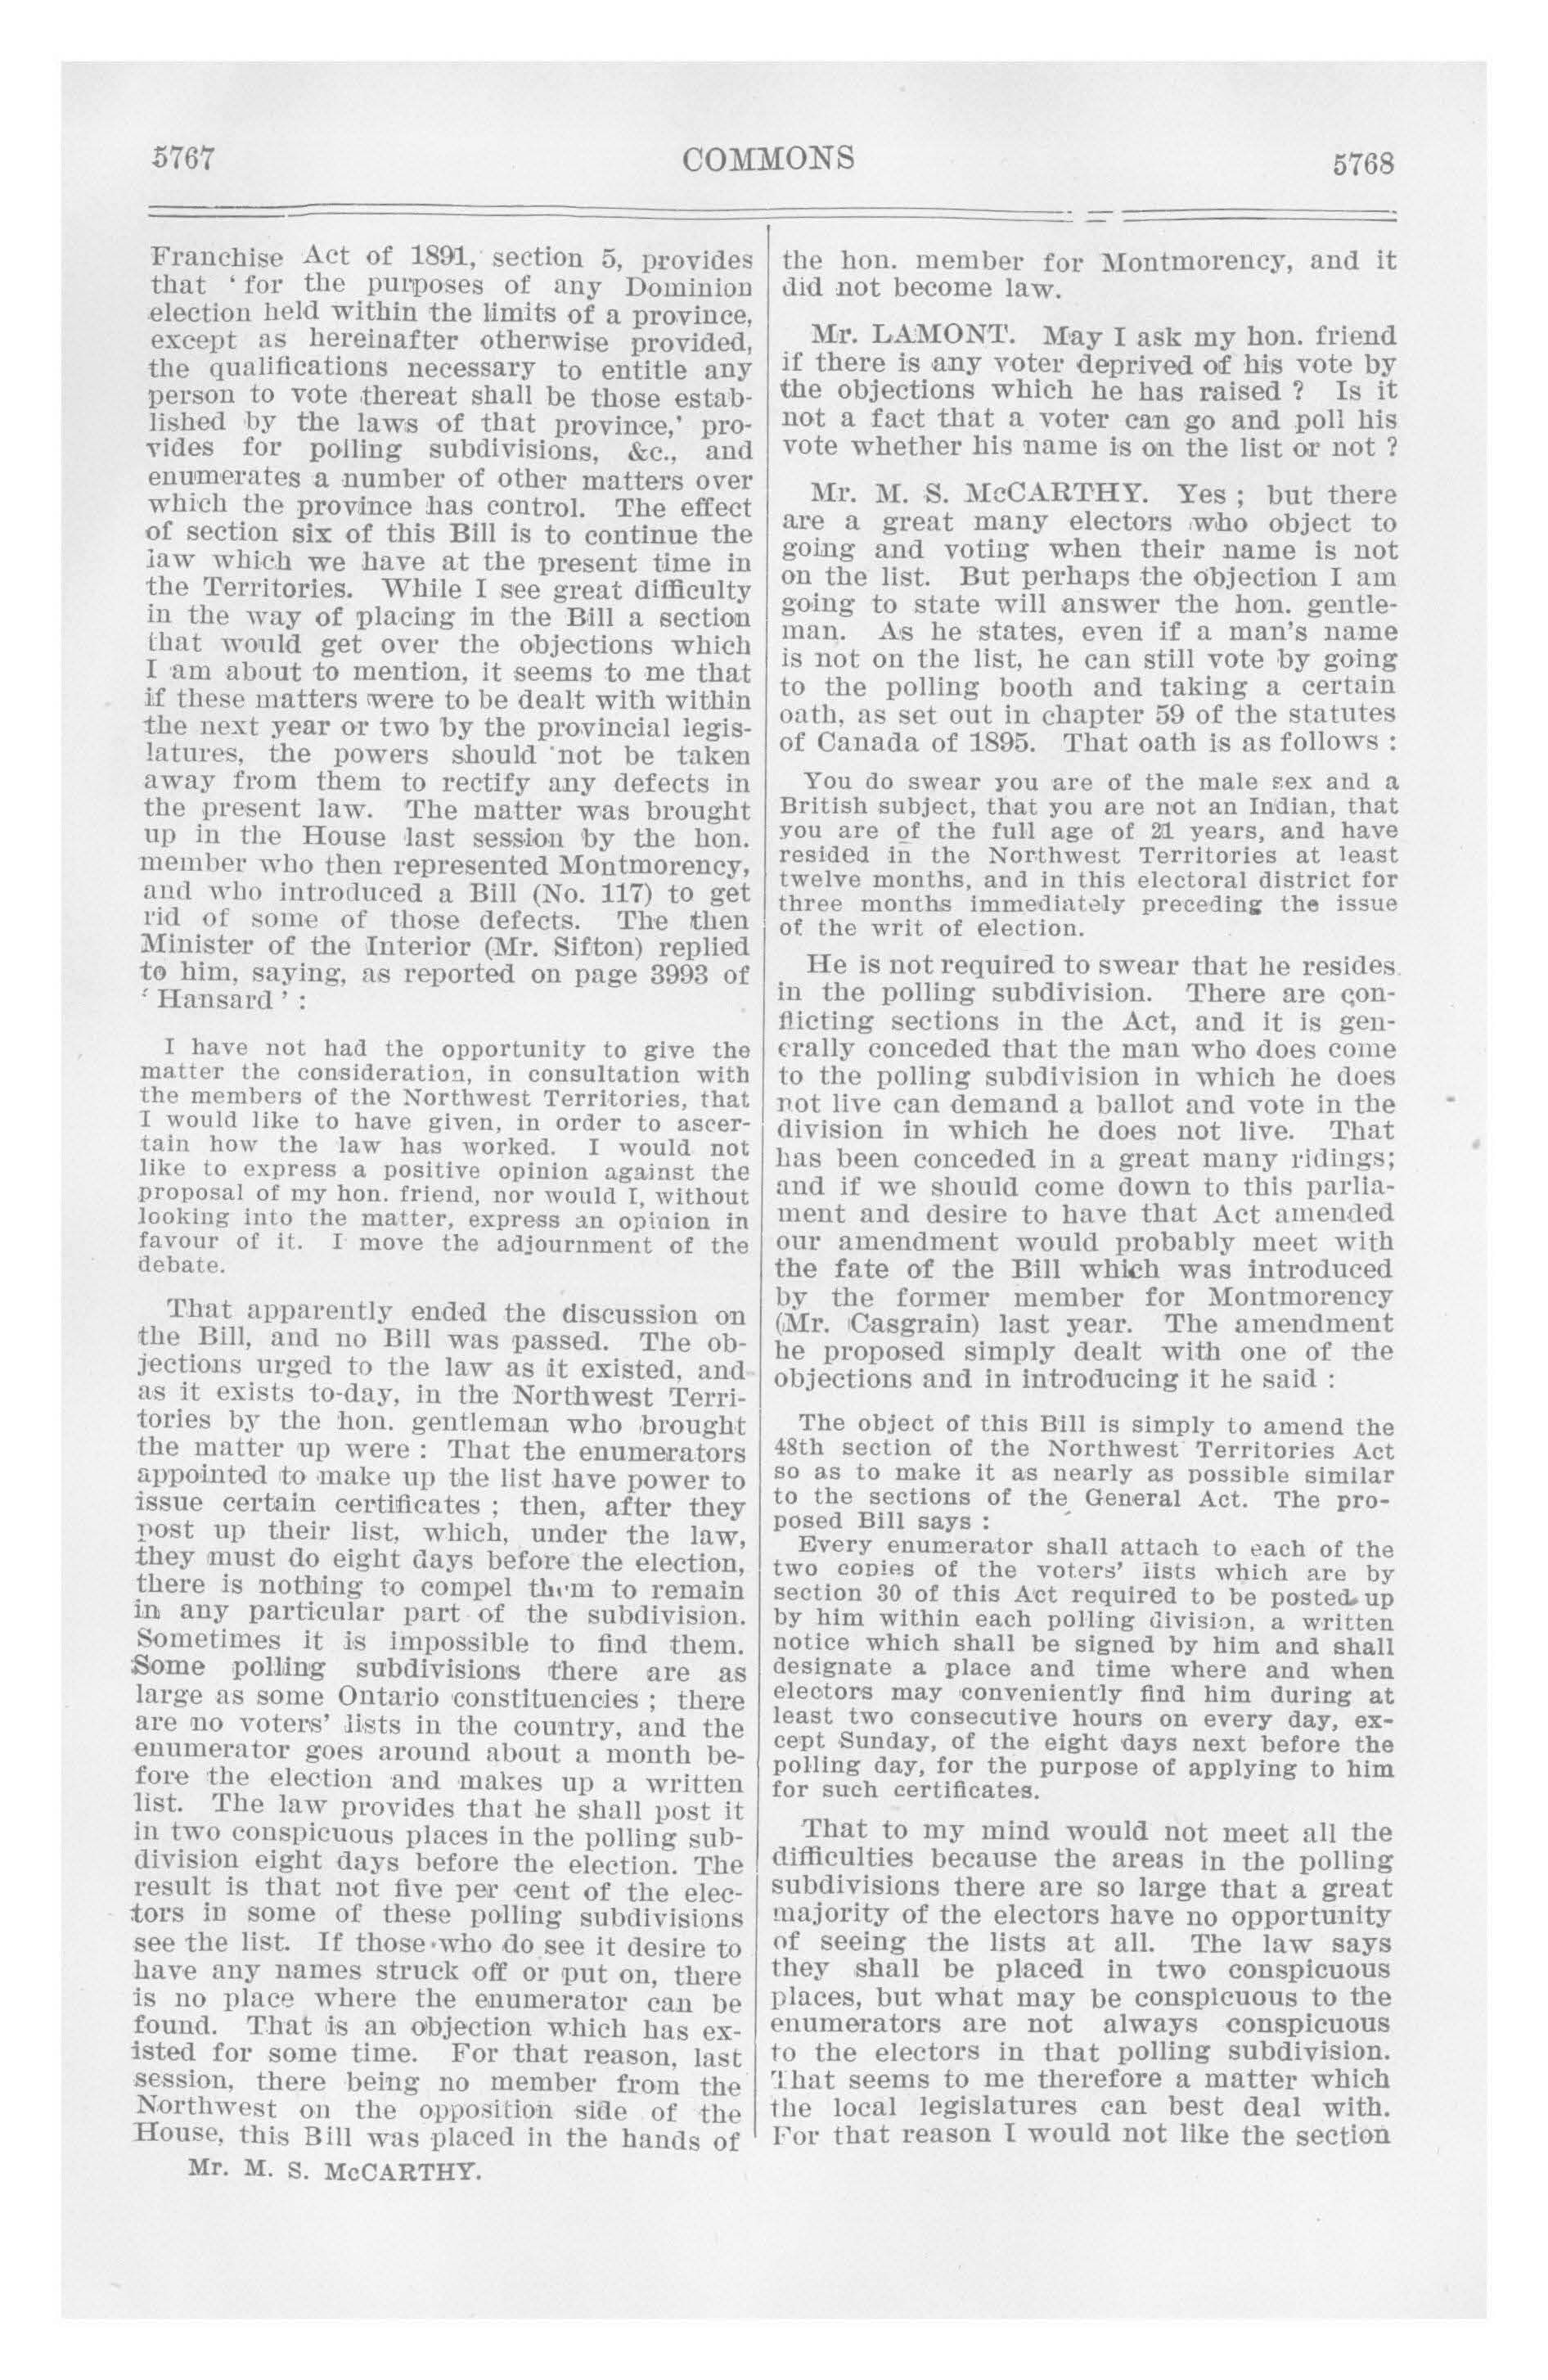 5767
COMMONS
5768
Franchise Act of 1891, section 5, provides
that ‘for the purposes of any Dominion
election held within the limits of a province,
except as hereinafter otherwise provided,
the qualifications necessary to entitle any
person to vote thereat shall be those estab-
lished by the laws of that province,’ pro-
vides for polling subdivisions, &c., and
enumerates a number of other matters over
which the province has control. The effect
of section six of this Bill is to continue the
law which we have at the present time in
the Territories. While I see great difficulty
in the way of placing in the Bill a section
that would get over the objections which
I am about to mention, it seems to me that
if these matters were to be dealt with within
the next year or two by the provincial legis-
latures, the powers should not be taken
away from them to rectify any defects in
the present law. The matter was brought
up in the House last session by the hon.
member who then represented Montmorency,
and who introduced a Bill (No. 117) to get
rid of some of those defects. The then
Minister of the Interior (Mr. Sifton) replied
to him, saying, as reported on page 3993 of
‘ Hansard ’ :
I have not had the opportunity to give the
matter the consideration, in consultation with
the members of the Northwest Territories, that
I would like to have given, in order to ascer-
tain how the law has worked. I would not
like to express a positive opinion against the
proposal of my hon. friend, nor would I, without
looking into the matter, express an opinion in
favour of it. I move the adjournment of the
debate.
That apparently ended the discussion on
the Bill, and no Bill was passed. The ob-
jections urged to the law as it existed, and
as it exists to-day, in the Northwest Terri-
tories by the hon. gentleman who brought
the matter up were : That the enumerators
appointed to make up the list have power to
issue certain certificates ; then, after they
post up their list, which, under the law,
they must do eight days before the election,
there is nothing to compel them to remain
in any particular part of the subdivision.
Sometimes it is impossible to find them.
Some polling subdivisions there are as
large as some Ontario constituencies ; there
are no voters’ lists in the country, and the
enumerator goes around about a month be-
fore the election and makes up a written
list. The law provides that he shall post it
in two conspicuous places in the polling sub-
division eight days before the election. The
result is that not five per cent of the elec-
tors in some of these polling subdivisions
see the list. If those who do see it desire to
have any names struck off or put on, there
is no place where the enumerator can be
found. That is an objection which has ex-
isted for some time. For that reason, last
session, there being no member from the
Northwest on the opposition side of the
House, this Bill was placed in the hands of
Mr. M. S. McCARTHY.
the hon. member for Montmorency, and it
did not become law.
Mr. LAMONT. May I ask my hon. friend
if there is any voter deprived of his vote by
the objections which he has raised ? Is it
not a fact that a voter can go and poll his
vote whether his name is on the list or not ?
Mr. M. S. McCARTHY. Yes ; but there
are a great many electors who object to
going and voting when their name is not
on the list. But perhaps the objection I am
going to state will answer the hon. gentle-
man. As he states, even if a man’s name
is not on the list, he can still vote by going
to the polling booth and taking a certain
oath, as set out in chapter 59 of the statutes
of Canada of 1895. That oath is as follows :
You do swear you are of the male sex and a
British subject, that you are not an Indian, that
you are of the full age of 21 years, and have
resided in the Northwest Territories at least
twelve months, and in this electoral district for
three months immediately preceding the issue
of the writ of election.
He is not required to swear that he resides
in the polling subdivision. There are con-
flicting sections in the Act, and it is gen-
erally conceded that the man who does come
to the polling subdivision in which he does
not live can demand a ballot and vote in the
division in which he does not live. That
has been conceded in a great many ridings;
and if we should come down to this parlia-
ment and desire to have that Act amended
our amendment would probably meet with
the fate of the Bill which was introduced
by the former member for Montmorency
(Mr. Casgrain) last year. The amendment
he proposed simply dealt with one of the
objections and in introducing it he said :
The object of this Bill is simply to amend the
48th section of the Northwest Territories Act
so as to make it as nearly as possible similar
to the sections of the General Act. The pro-
posed Bill says :
Every enumerator shall attach to each of the
two copies of the voters’ lists which are by
section 30 of this Act required to be posted up
by him within each polling division, a written
notice which shall be signed by him and shall
designate a place and time where and when
electors may conveniently find him during at
least two consecutive hours on every day, ex-
cept Sunday, of the eight days next before the
polling day, for the purpose of applying to him
for such certificates.
That to my mind would not meet all the
difficulties because the areas in the polling
subdivisions there are so large that a great
majority of the electors have no opportunity
of seeing the lists at all. The law says
they shall be placed in two conspicuous
places, but what may be conspicuous to the
enumerators are not always conspicuous
to the electors in that polling subdivision.
That seems to me therefore a matter which
the local legislatures can best deal with.
For that reason I would not like the section